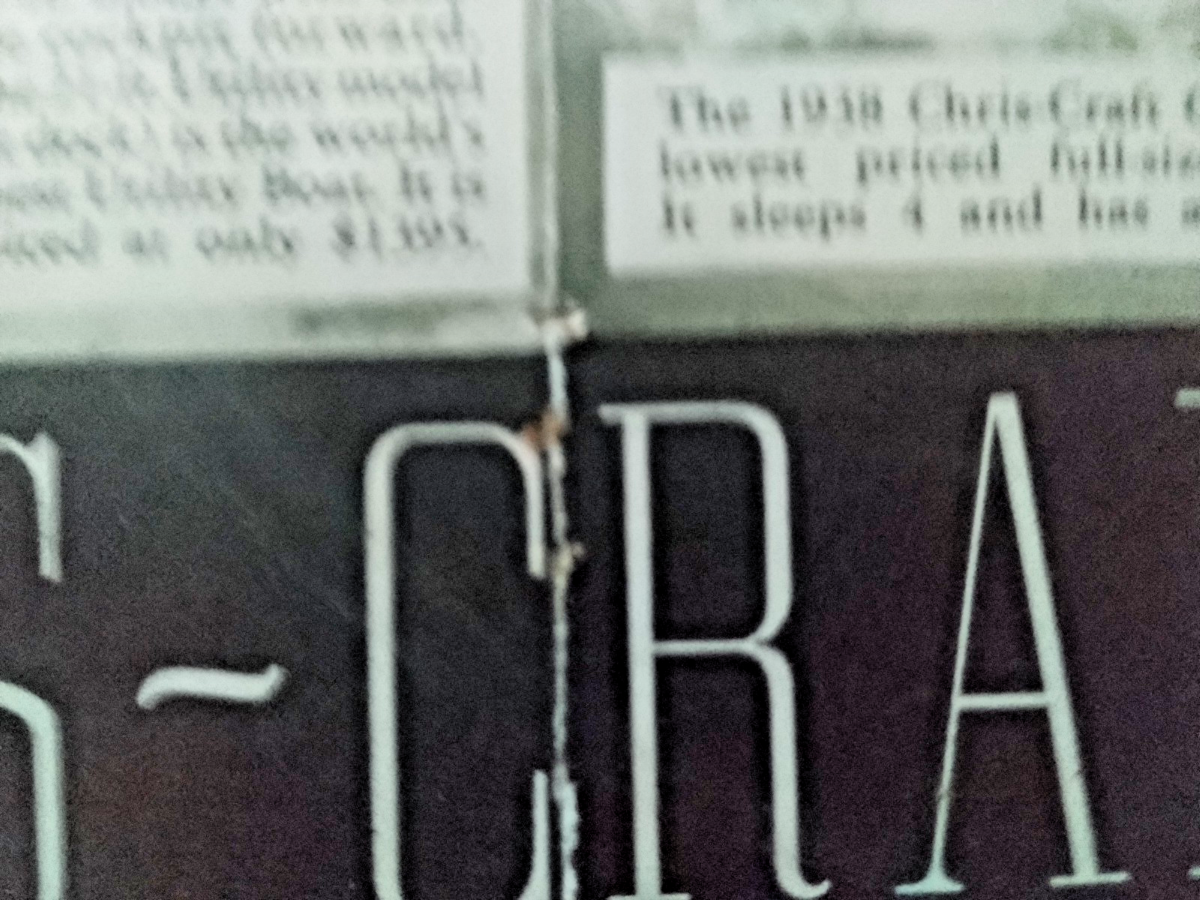 cockpit forward.
Utility model
deck) is the world's
Utility Boat. It is
at only $1395.
The 1938 Chris-Craft
lowest priced full-siz
It sleeps 4 and has a
S~CRA